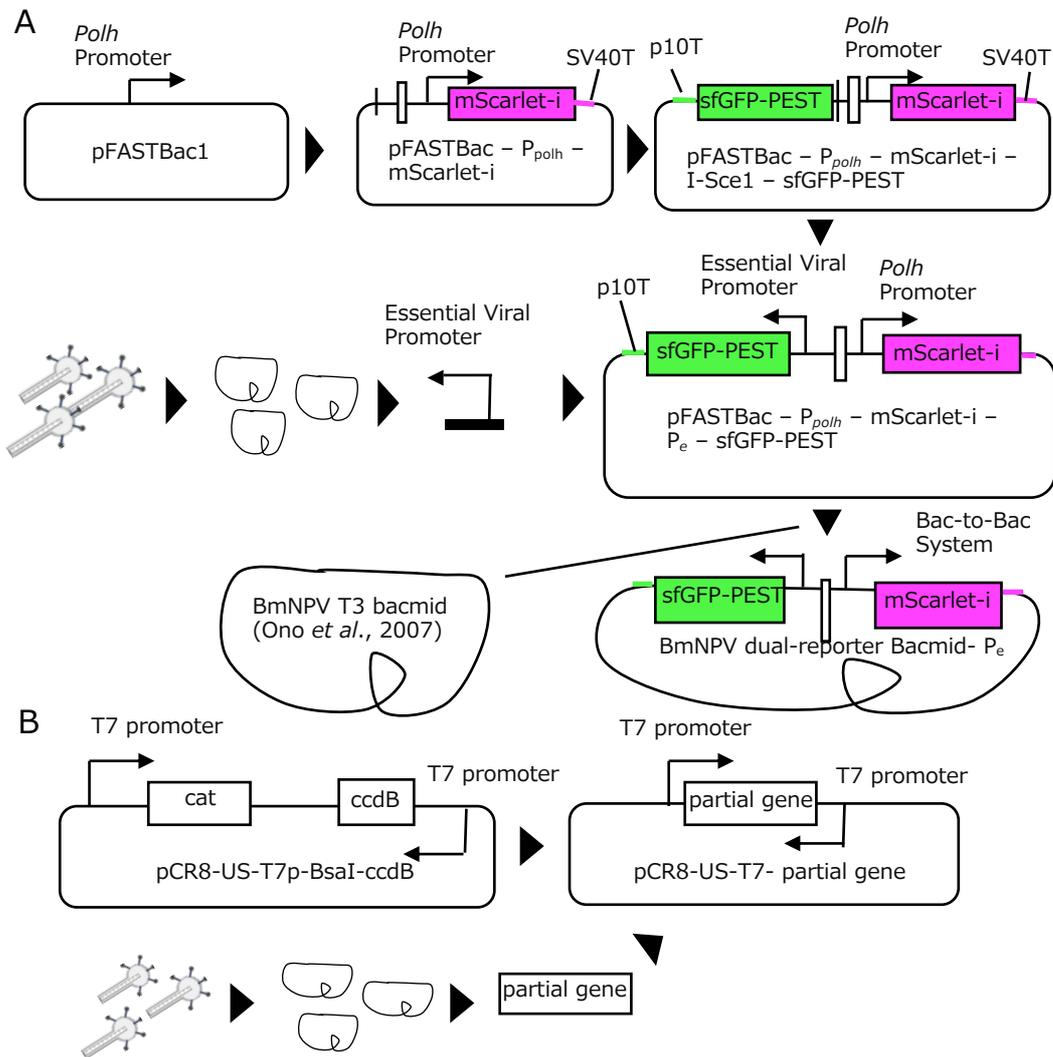 A
Polh
Promoter
pFASTBac1
Polh
Promoter
SV40T
mScarlet-i
pFASTBac – Ppolh –
mScarlet-i
p10T
Polh
Promoter
SV40T
sfGFP-PEST
mScarlet-i
pFASTBac – Ppolh – mScarlet-i –
I-Sce1 – sfGFP-PEST
Essential Viral
Promoter
p10T
Essential Viral
Promoter
Polh
Promoter
sfGFP-PEST
mScarlet-i
pFASTBac – Ppolh – mScarlet-i –
Pe – sfGFP-PEST
Bac-to-Bac
System
BmNPV T3 bacmid
(Ono et al., 2007)
sfGFP-PEST
mScarlet-i
BmNPV dual-reporter Bacmid- Pe
B
T7 promoter
cat
ccdB
T7 promoter
pCR8-US-T7p-BsaI-ccdB
T7 promoter
partial gene
T7 promoter
pCR8-US-T7- partial gene
partial gene